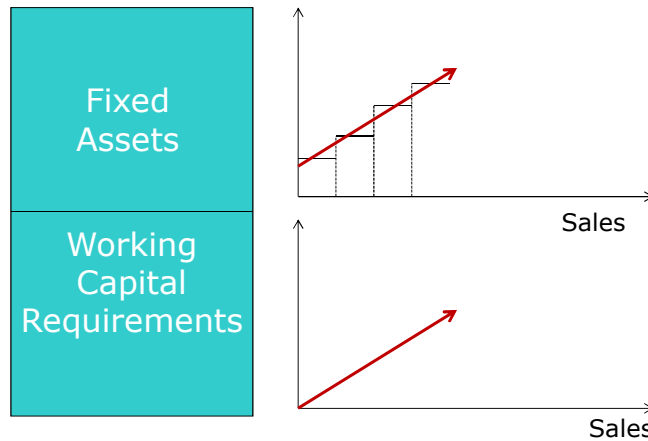 Fixed
Assets
Sales
Working
Capital
Requirements
Sales